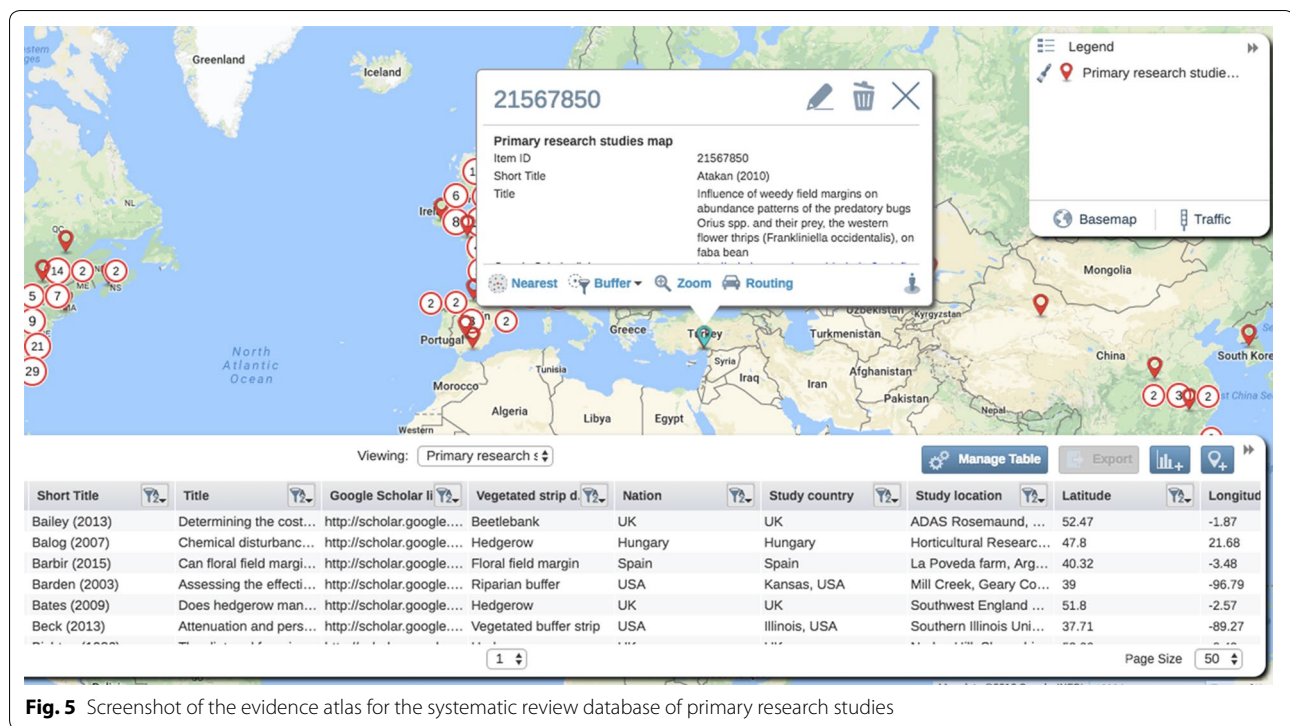 Greenland
Iceland
Legend
Primary research studie...
Basemap
Traffic
21567850
Primary research studies map
Item ID 21567850
Short Title Atakan (2010)
Title Influence of weedy field margins on
abundance patterns of the predatory bugs
Orius spp. and their prey, the western
flower thrips (Frankliniella occidentalis), on
faba bean
Nearest Buffer Zoom Routing
NL
QC
14 2 2
ME
NS
5 7
9
21
29
North
Atlantic
Ocean
6
8
2 2 2
Portugal
Greece
Turkey
Tunisia
Syria
Iraq
Iran
Morocco
Algeria
Libya
Egypt
Western
Uzbekistan
Kyrgyzstan
Turkmenistan
Afghanistan
Pakistan
Nepal
Mongolia
China
South Kore
2 3 2
st China Se
Viewing: Primary research s
Manage Table Export
Short Title Title Google Scholar li Vegetated strip d. Nation Study country Study location Latitude Longitud
Bailey (2013) Determining the cost... http://scholar.google.... Beetlebank UK UK ADAS Rosemaund, ... 52.47 -1.87
Balog (2007) Chemical disturbanc... http://scholar.google.... Hedgerow Hungary Hungary Horticultural Researc... 47.8 21.68
Barbir (2015) Can floral field margi... http://scholar.google.... Floral field margin Spain Spain La Poveda farm, Arg... 40.32 -3.48
Barden (2003) Assessing the effecti... http://scholar.google.... Riparian buffer USA Kansas, USA Mill Creek, Geary Co... 39 -96.79
Bates (2009) Does hedgerow man... http://scholar.google.... Hedgerow UK UK Southwest England ... 51.8 -2.57
Beck (2013) Attenuation and pers... http://scholar.google.... Vegetated buffer strip USA Illinois, USA Southern Illinois Uni... 37.71 -89.27
1
Page Size 50
Fig. 5 Screenshot of the evidence atlas for the systematic review database of primary research studies